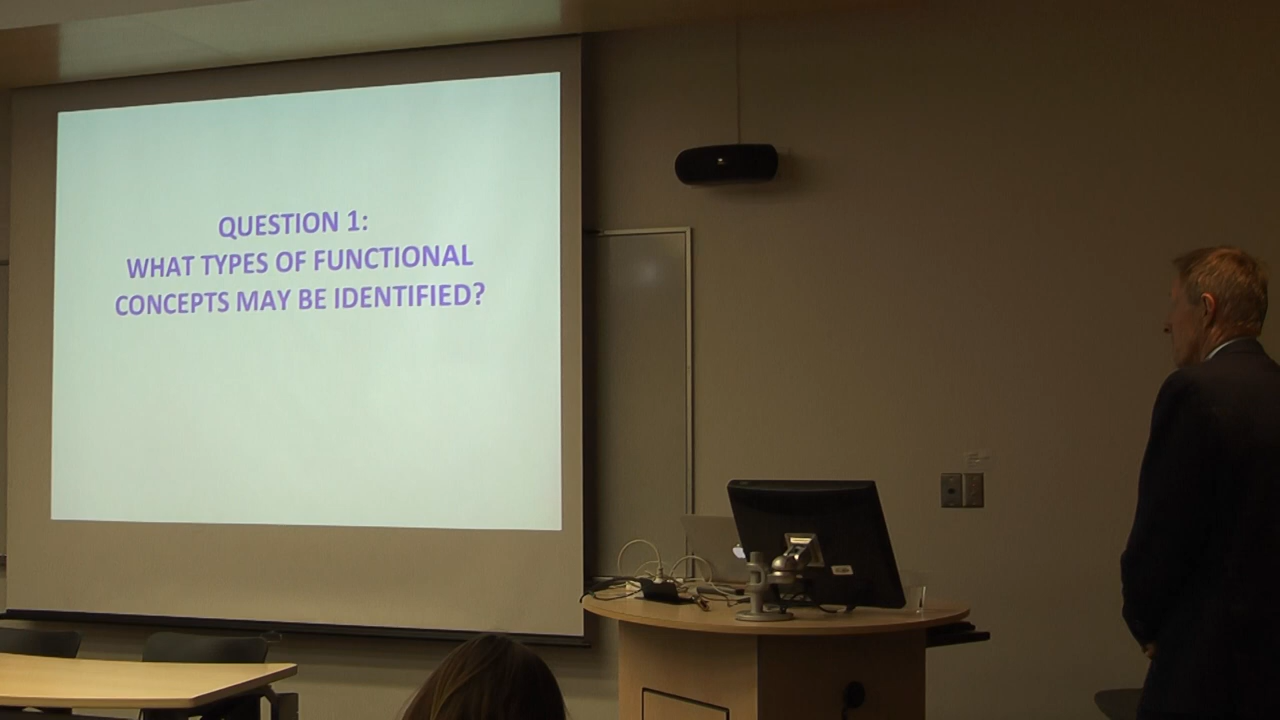 QUESTION 1:
WHAT TYPES OF FUNCTIONAL
CONCEPTS MAY BE IDENTIFIED?